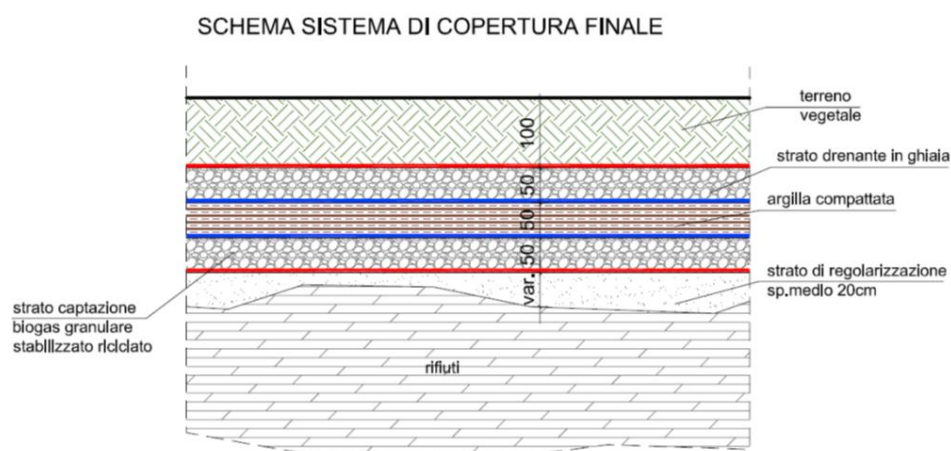 SCHEMA SISTEMA DI COPERTURA FINALE
terreno
vegetale
100
strato drenante in ghiaia
50
argilla compattata
50
50
strato di regolarizzazione
sp.medio 20cm
var.
strato captazione
biogas granulare
stabilizzato riciclato
rifiuti